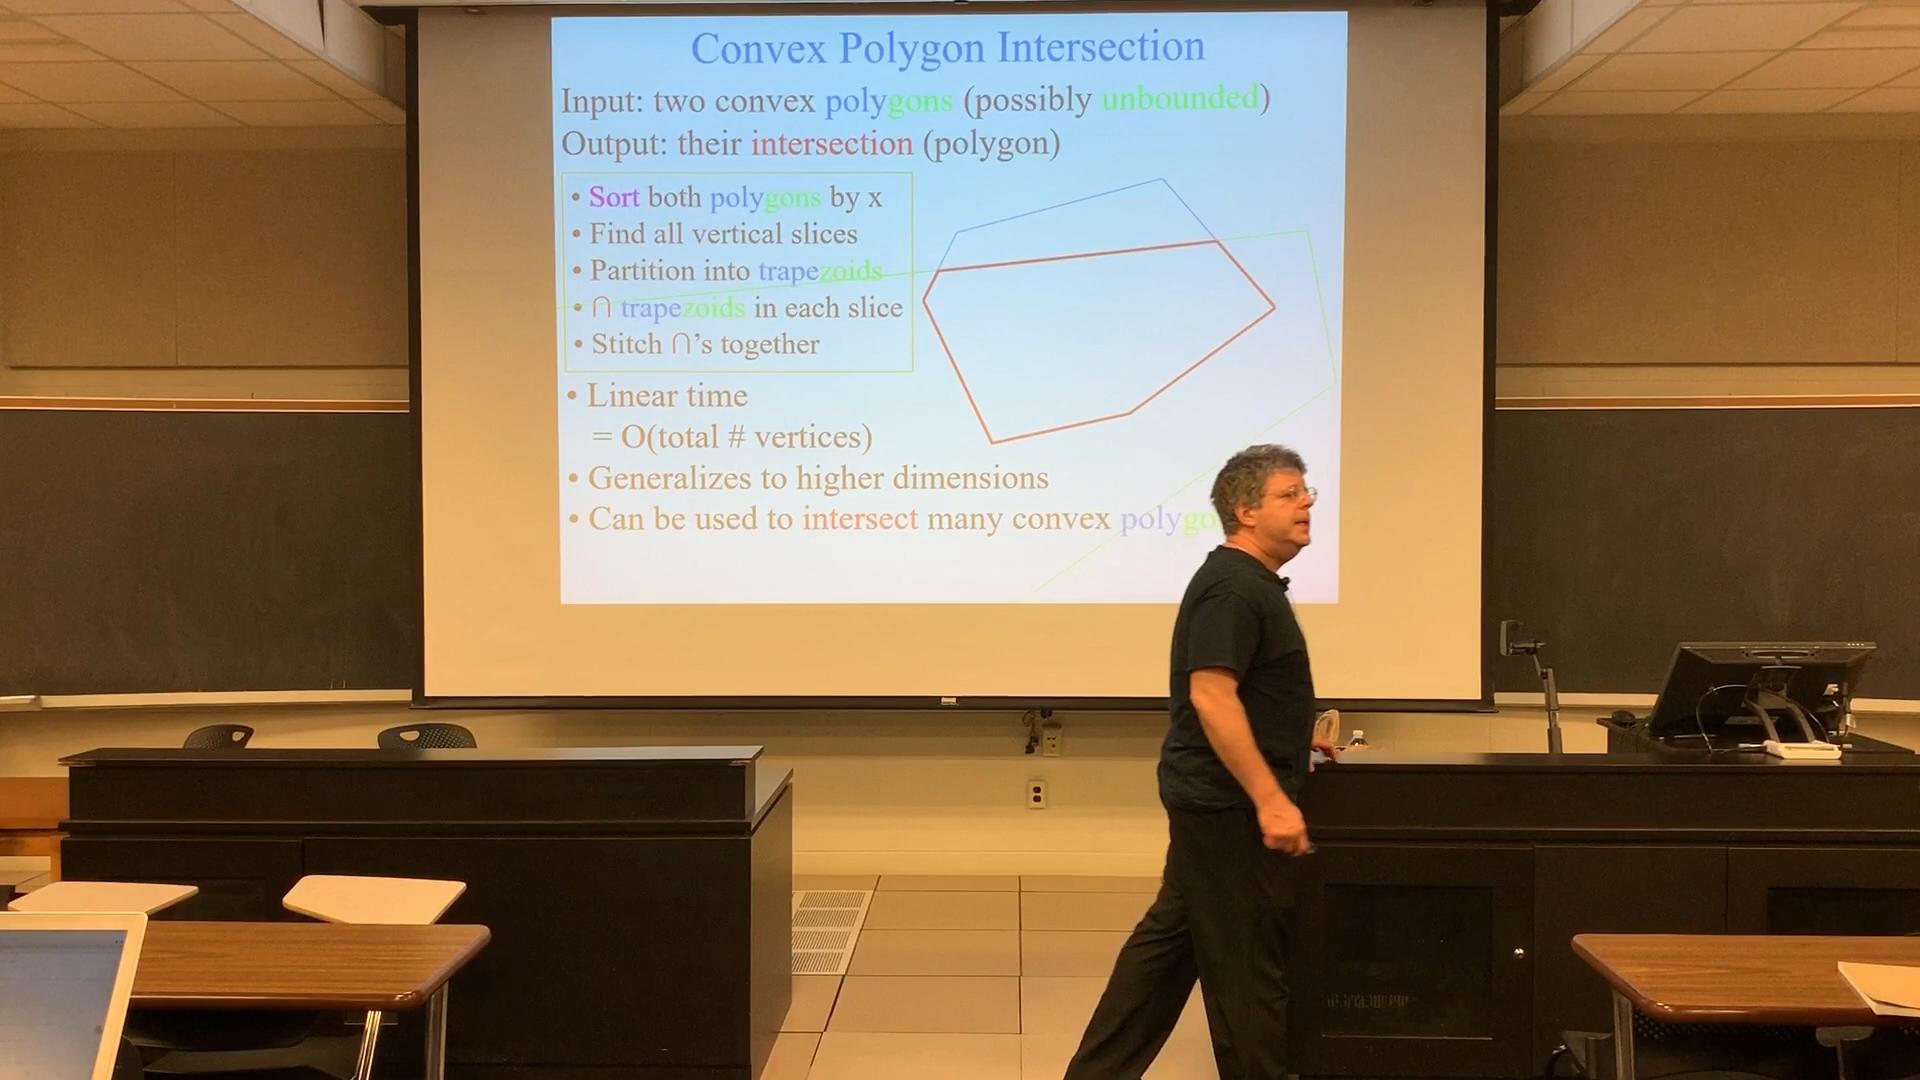 Convex Polygon Intersection
Input: two convex polygons (possibly unbounded)
Output: their intersection (polygon)
• Sort both polygons by x
• Find all vertical slices
• Partition into trapezoids
• ∩ trapezoids in each slice
• Stitch ∩'s together
• Linear time
= O(total # vertices)
• Generalizes to higher dimensions
• Can be used to intersect many convex polygo